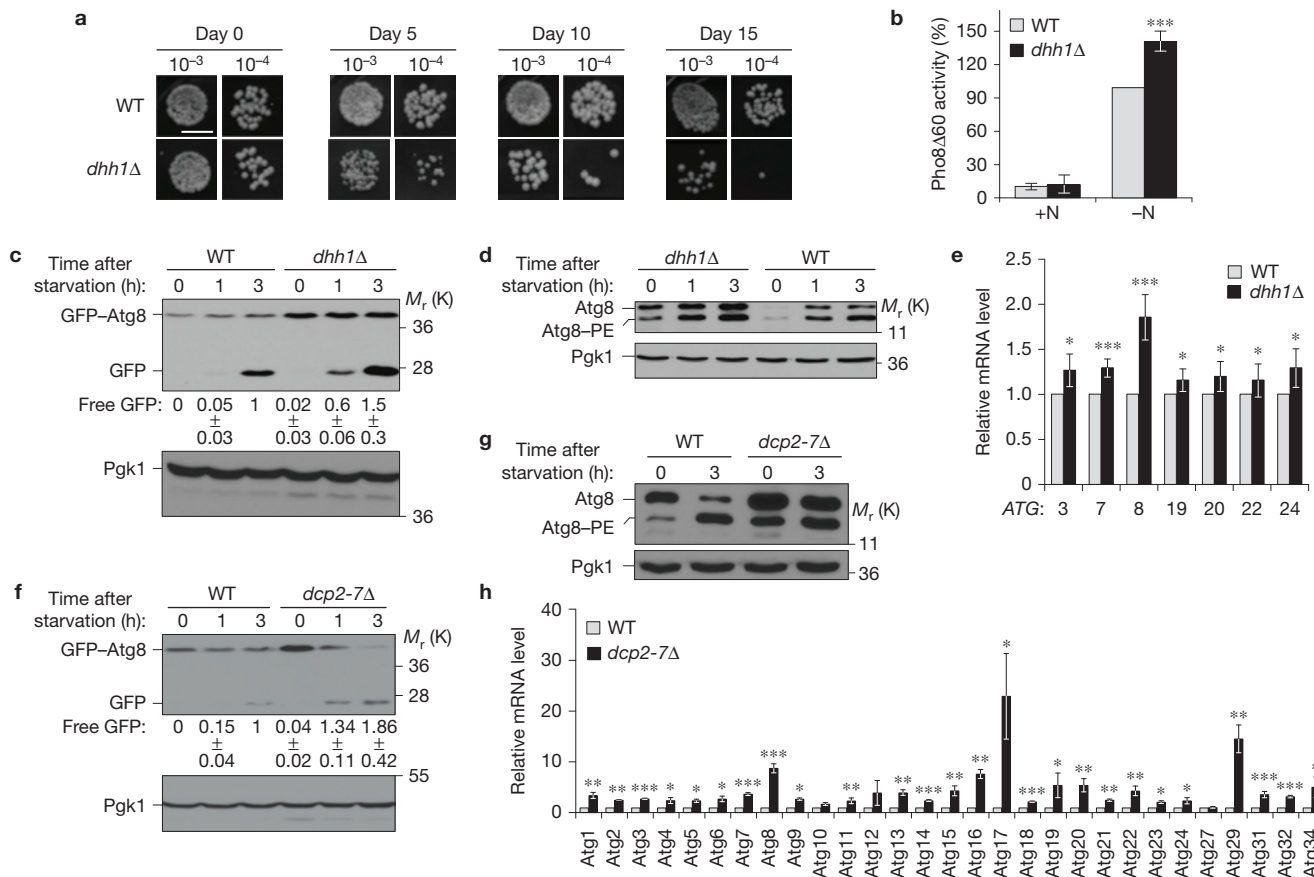 a
Day 0 Day 5 Day 10 Day 15
10–3 10–4 10–3 10–4 10–3 10–4 10–3 10–4
WT
dhh1Δ
b
WT
dhh1Δ
Pho8Δ60 activity (%)
150
120
90
60
30
0
***
+N –N
c
WT dhh1Δ
Time after starvation (h):
0 1 3 0 1 3
Mr (K)
GFP–Atg8
36
GFP
28
Free GFP: 0 0.05 1 0.02 0.6 1.5
± ± ± ±
0.03 0.03 0.06 0.3
Pgk1
36
d
dhh1Δ WT
Time after starvation (h):
0 1 3 0 1 3
Atg8
Mr (K)
Atg8–PE
11
Pgk1
36
e
WT
dhh1Δ
Relative mRNA level
2.5
2.0
1.5
1.0
0.5
0
* *** *** * * * *
ATG: 3 7 8 19 20 22 24
g
WT dcp2-7Δ
Time after starvation (h):
0 3 0 3
Atg8
Mr (K)
Atg8–PE
11
Pgk1
36
f
WT dcp2-7Δ
Time after starvation (h):
0 1 3 0 1 3
Mr (K)
GFP–Atg8
36
GFP
28
Free GFP: 0 0.15 1 0.04 1.34 1.86
± ± ± ±
0.04 0.02 0.11 0.42
55
Pgk1
h
WT
dcp2-7Δ
Relative mRNA level
40
30
20
10
0
** ** *** * * * *** *** * ** ** *** ** ** * *** * ** ** ** * * ** *** ***
Atg1 Atg2 Atg3 Atg4 Atg5 Atg6 Atg7 Atg8 Atg9 Atg10 Atg11 Atg12 Atg13 Atg14 Atg15 Atg16 Atg17 Atg18 Atg19 Atg20 Atg21 Atg22 Atg23 Atg24 Atg27 Atg29 Atg31 Atg32 Atg34